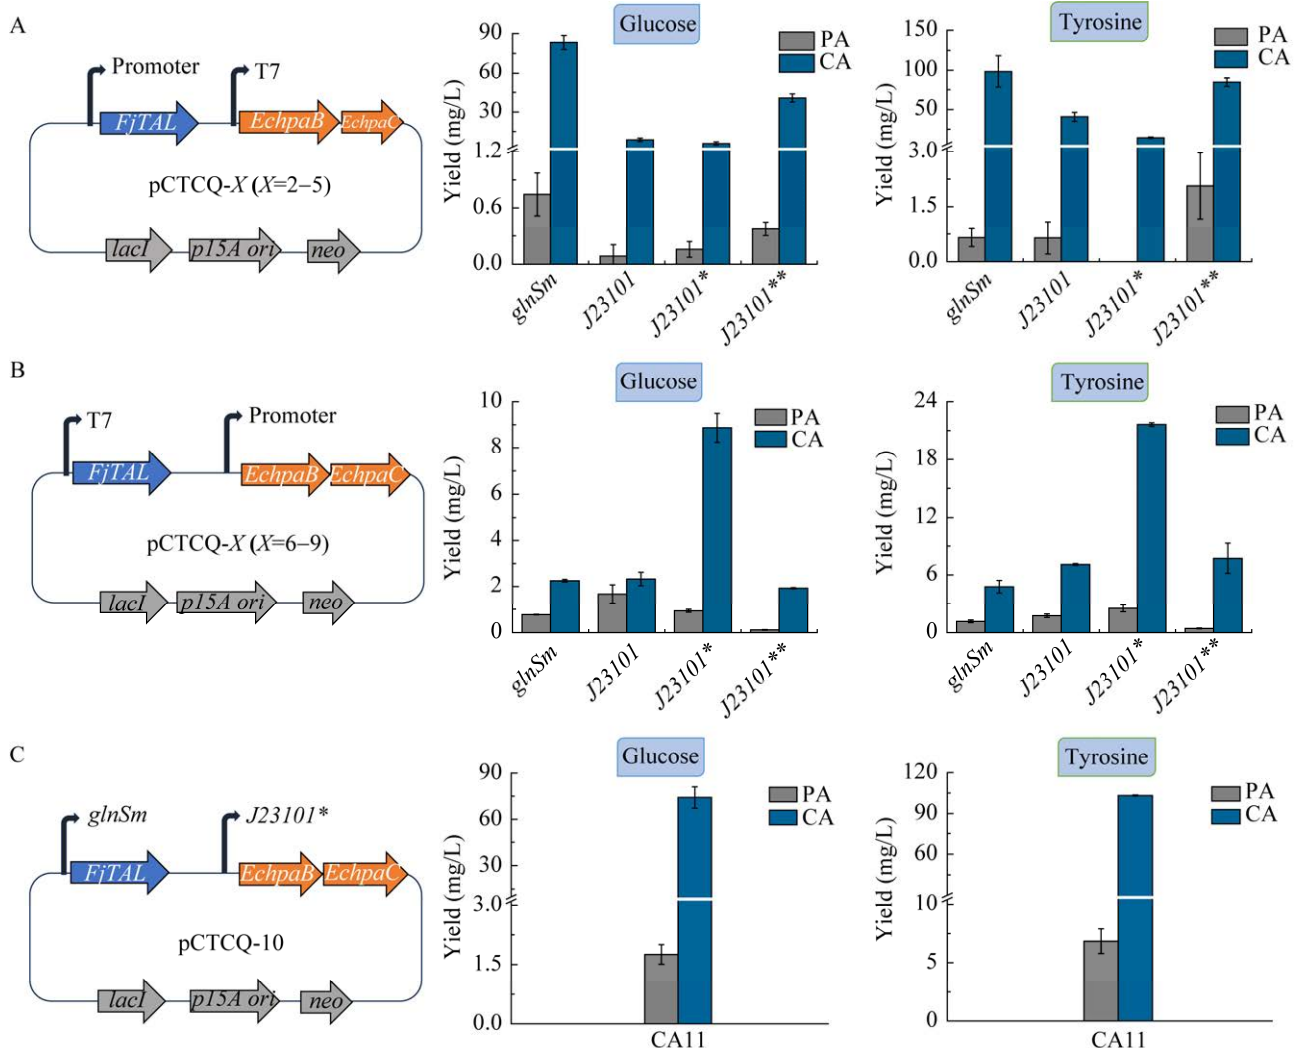 A
Promoter
T7
FjTAL
EchpaB
EchpaC
pCTCQ-X (X=2–5)
lacI
p15A ori
neo
Glucose
PA
CA
Yield (mg/L)
90
60
30
1.2
0.6
0.0
glnSm
J23101
J23101*
J23101**
Tyrosine
PA
CA
Yield (mg/L)
150
100
50
3.0
1.5
0.0
glnSm
J23101
J23101*
J23101**
B
T7
Promoter
FjTAL
EchpaB
EchpaC
pCTCQ-X (X=6–9)
lacI
p15A ori
neo
Glucose
PA
CA
Yield (mg/L)
10
8
6
4
2
0
glnSm
J23101
J23101*
J23101**
Tyrosine
PA
CA
Yield (mg/L)
24
18
12
6
0
glnSm
J23101
J23101*
J23101**
C
glnSm
J23101*
FjTAL
EchpaB
EchpaC
pCTCQ-10
lacI
p15A ori
neo
Glucose
PA
CA
Yield (mg/L)
90
60
30
3.0
1.5
0.0
CA11
Tyrosine
PA
CA
Yield (mg/L)
120
90
60
10
5
0
CA11